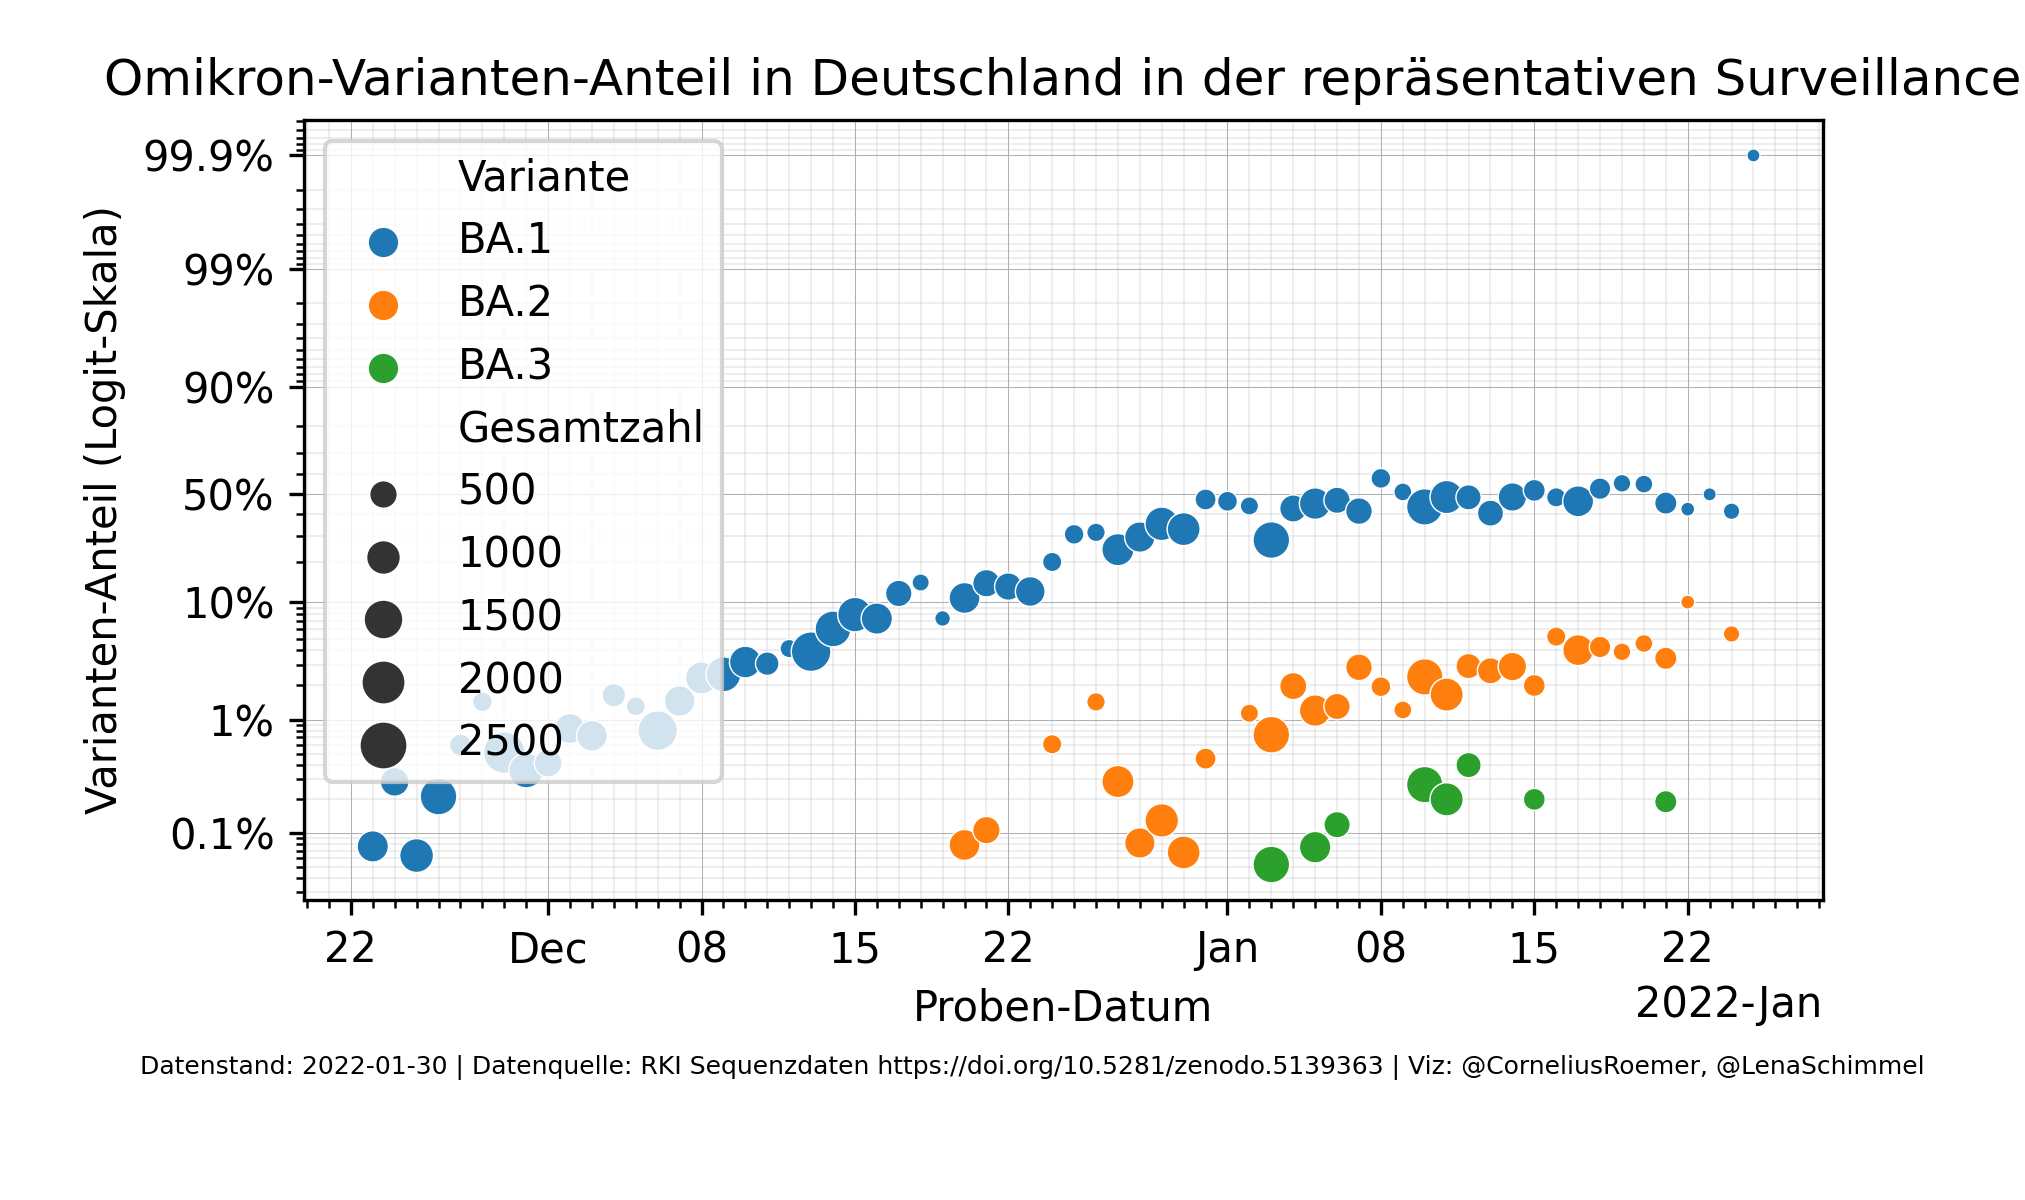 Omikron-Varianten-Anteil in Deutschland in der repräsentativen Surveillance
Varianten-Anteil (Logit-Skala)
99.9%
99%
90%
50%
10%
1%
0.1%
Variante
BA.1
BA.2
BA.3
Gesamtzahl
500
1000
1500
2000
2500
22 Dec 08 15 22 Jan 08 15 22
Proben-Datum
2022-Jan
Datenstand: 2022-01-30 | Datenquelle: RKI Sequenzdaten https://doi.org/10.5281/zenodo.5139363 | Viz: @CorneliusRoemer, @LenaSchimmel